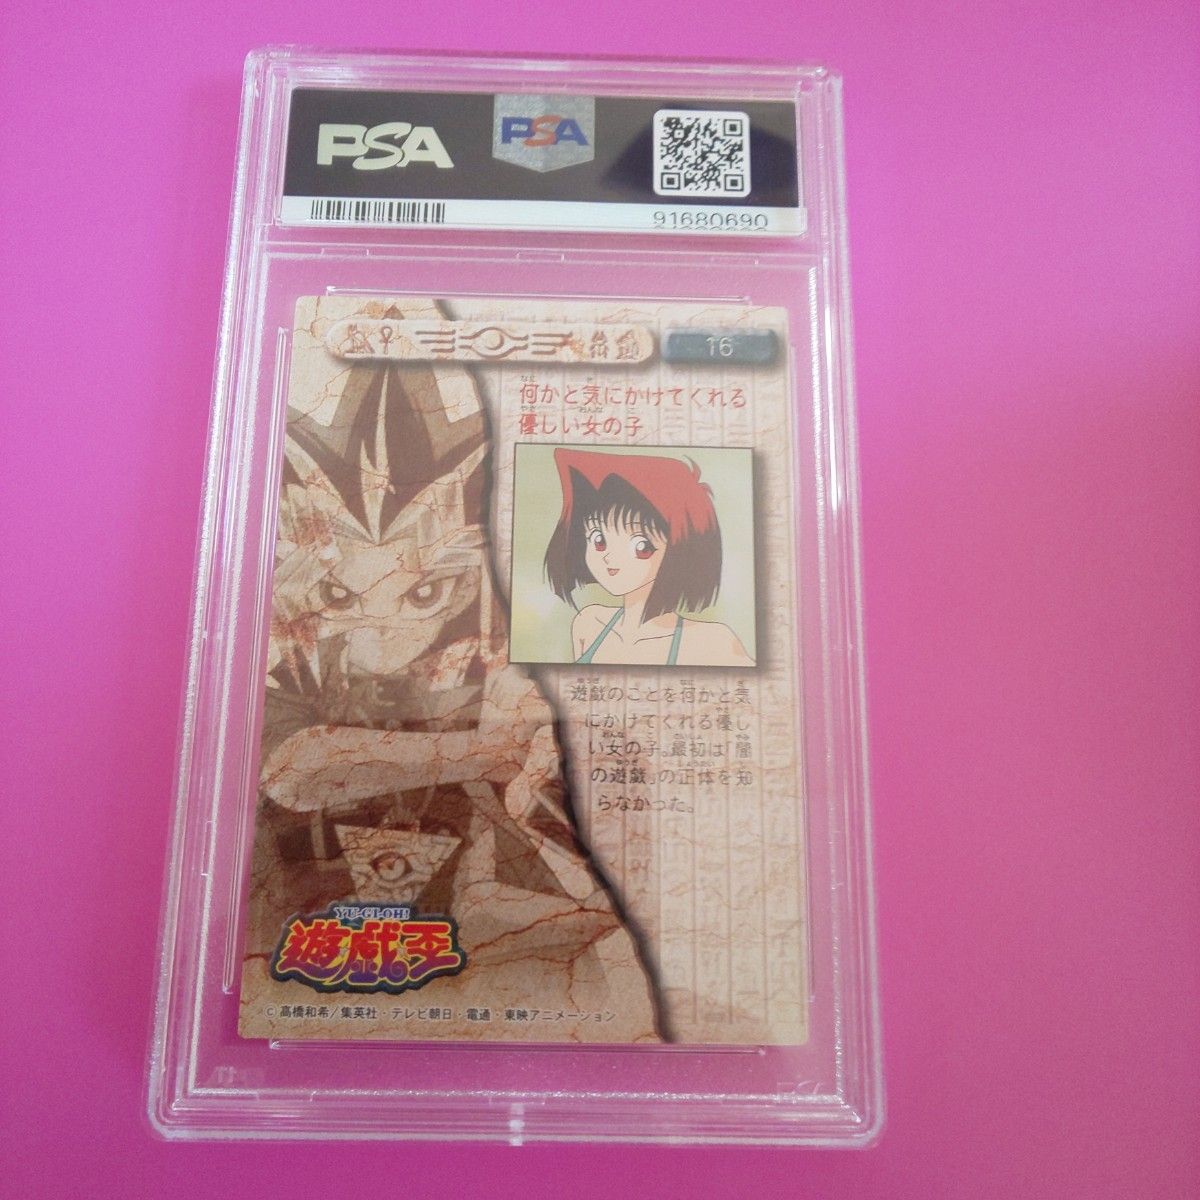 PSA
PSA
91680690
16
何かと気にかけてくれる
優しい女の子
遊戯のことを何かと気
にかけてくれる優し
い女の子。最初は「闇
の遊戯」の正体を知
らなかった。
YU-GI-OH!
遊戯王
© 高橋和希／集英社・テレビ朝日・電通・東映アニメーション